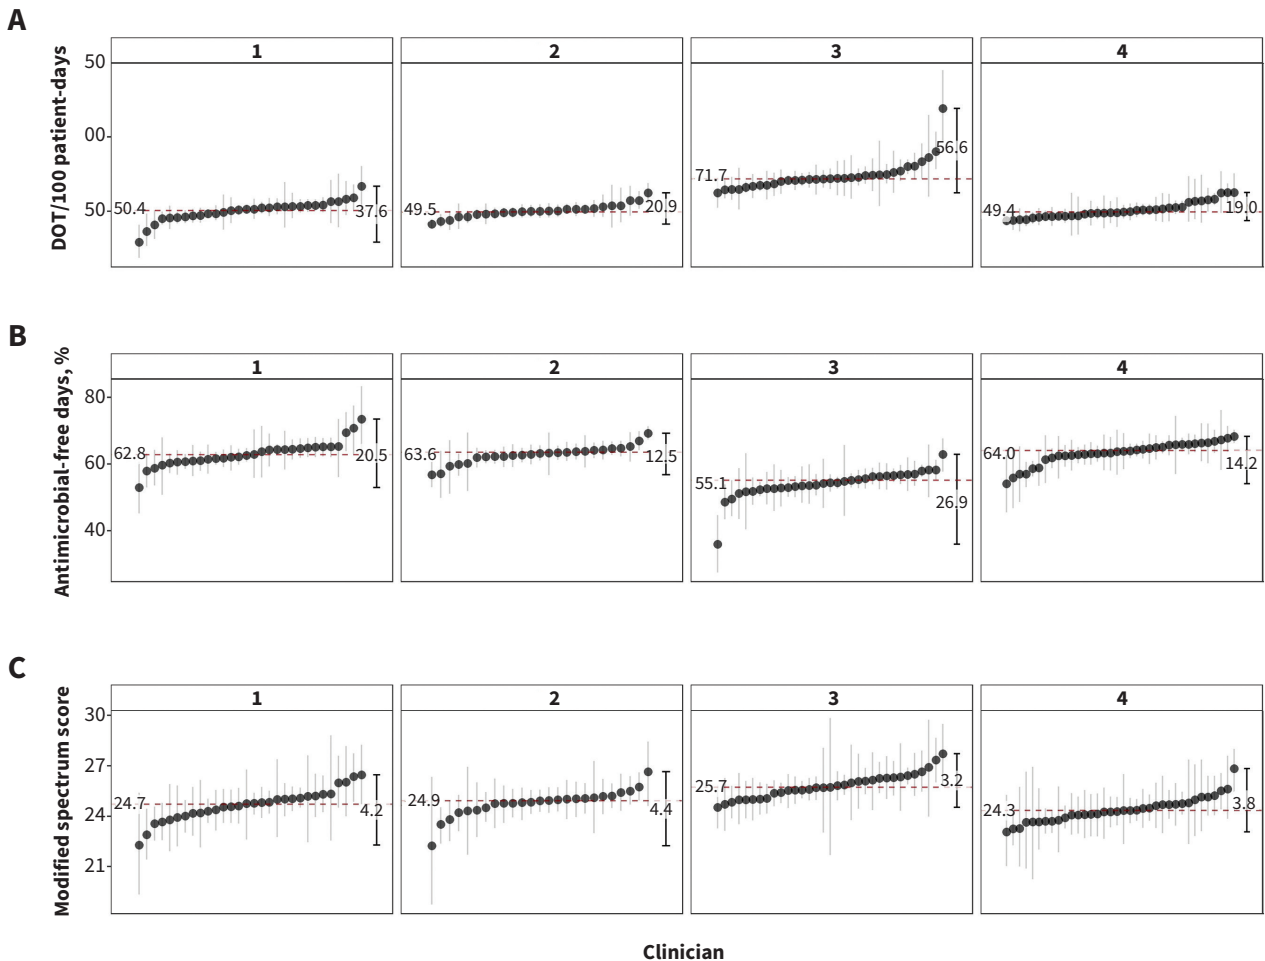 A
DOT/100 patient-days
1 2 3 4
50
00
50
50.4 37.6
49.5 20.9
71.7 56.6
49.4 19.0
B
Antimicrobial-free days, %
1 2 3 4
80
60
40
62.8 20.5
63.6 12.5
55.1 26.9
64.0 14.2
C
Modified spectrum score
1 2 3 4
30
27
24
21
24.7 4.2
24.9 4.4
25.7 3.2
24.3 3.8
Clinician